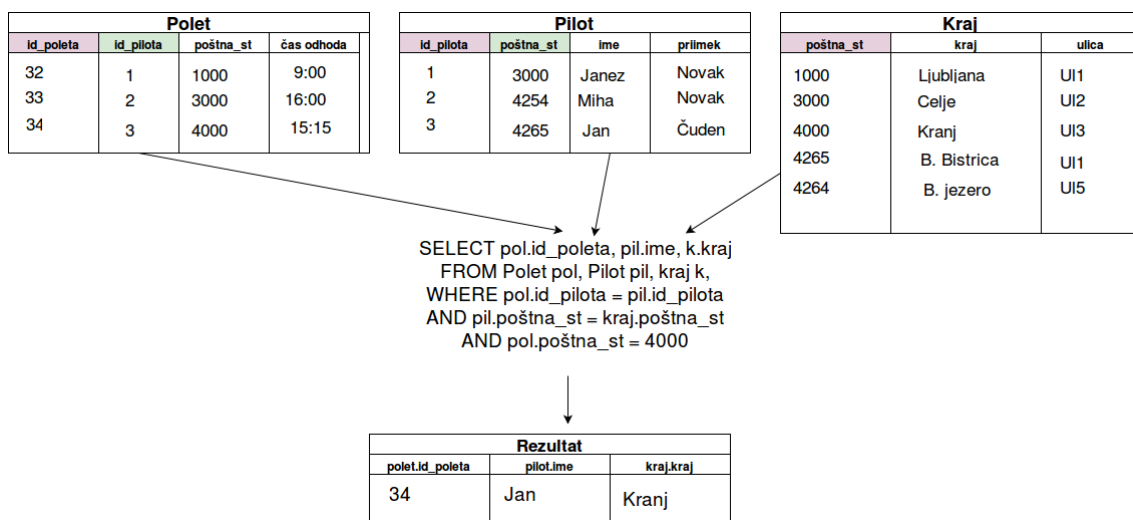 Polet
id_poleta id_pilota poštna_st čas odhoda
32 1 1000 9:00
33 2 3000 16:00
34 3 4000 15:15
Pilot
id_pilota poštna_st ime priimek
1 3000 Janez Novak
2 4254 Miha Novak
3 4265 Jan Čuden
Kraj
poštna_st kraj ulica
1000 Ljubljana Ul1
3000 Celje Ul2
4000 Kranj Ul3
4265 B. Bistrica Ul1
4264 B. jezero Ul5
SELECT pol.id_poleta, pil.ime, k.kraj
FROM Polet pol, Pilot pil, kraj k,
WHERE pol.id_pilota = pil.id_pilota
AND pil.poštna_st = kraj.poštna_st
AND pol.poštna_st = 4000
Rezultat
polet.id_poleta pilot.ime kraj.kraj
34 Jan Kranj